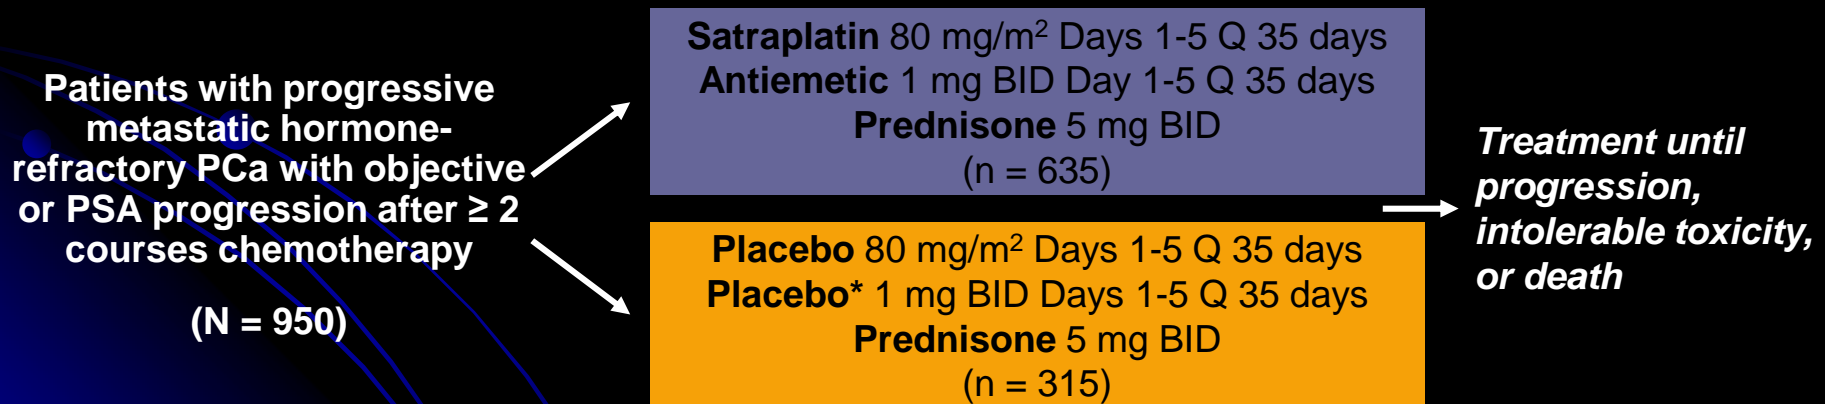 Patients with progressive
metastatic hormone-
refractory PCa with objective
or PSA progression after ≥ 2
courses chemotherapy
(N = 950)
Satraplatin 80 mg/m² Days 1-5 Q 35 days
Antiemetic 1 mg BID Day 1-5 Q 35 days
Prednisone 5 mg BID
(n = 635)
Placebo 80 mg/m² Days 1-5 Q 35 days
Placebo* 1 mg BID Days 1-5 Q 35 days
Prednisone 5 mg BID
(n = 315)
Treatment until
progression,
intolerable toxicity,
or death